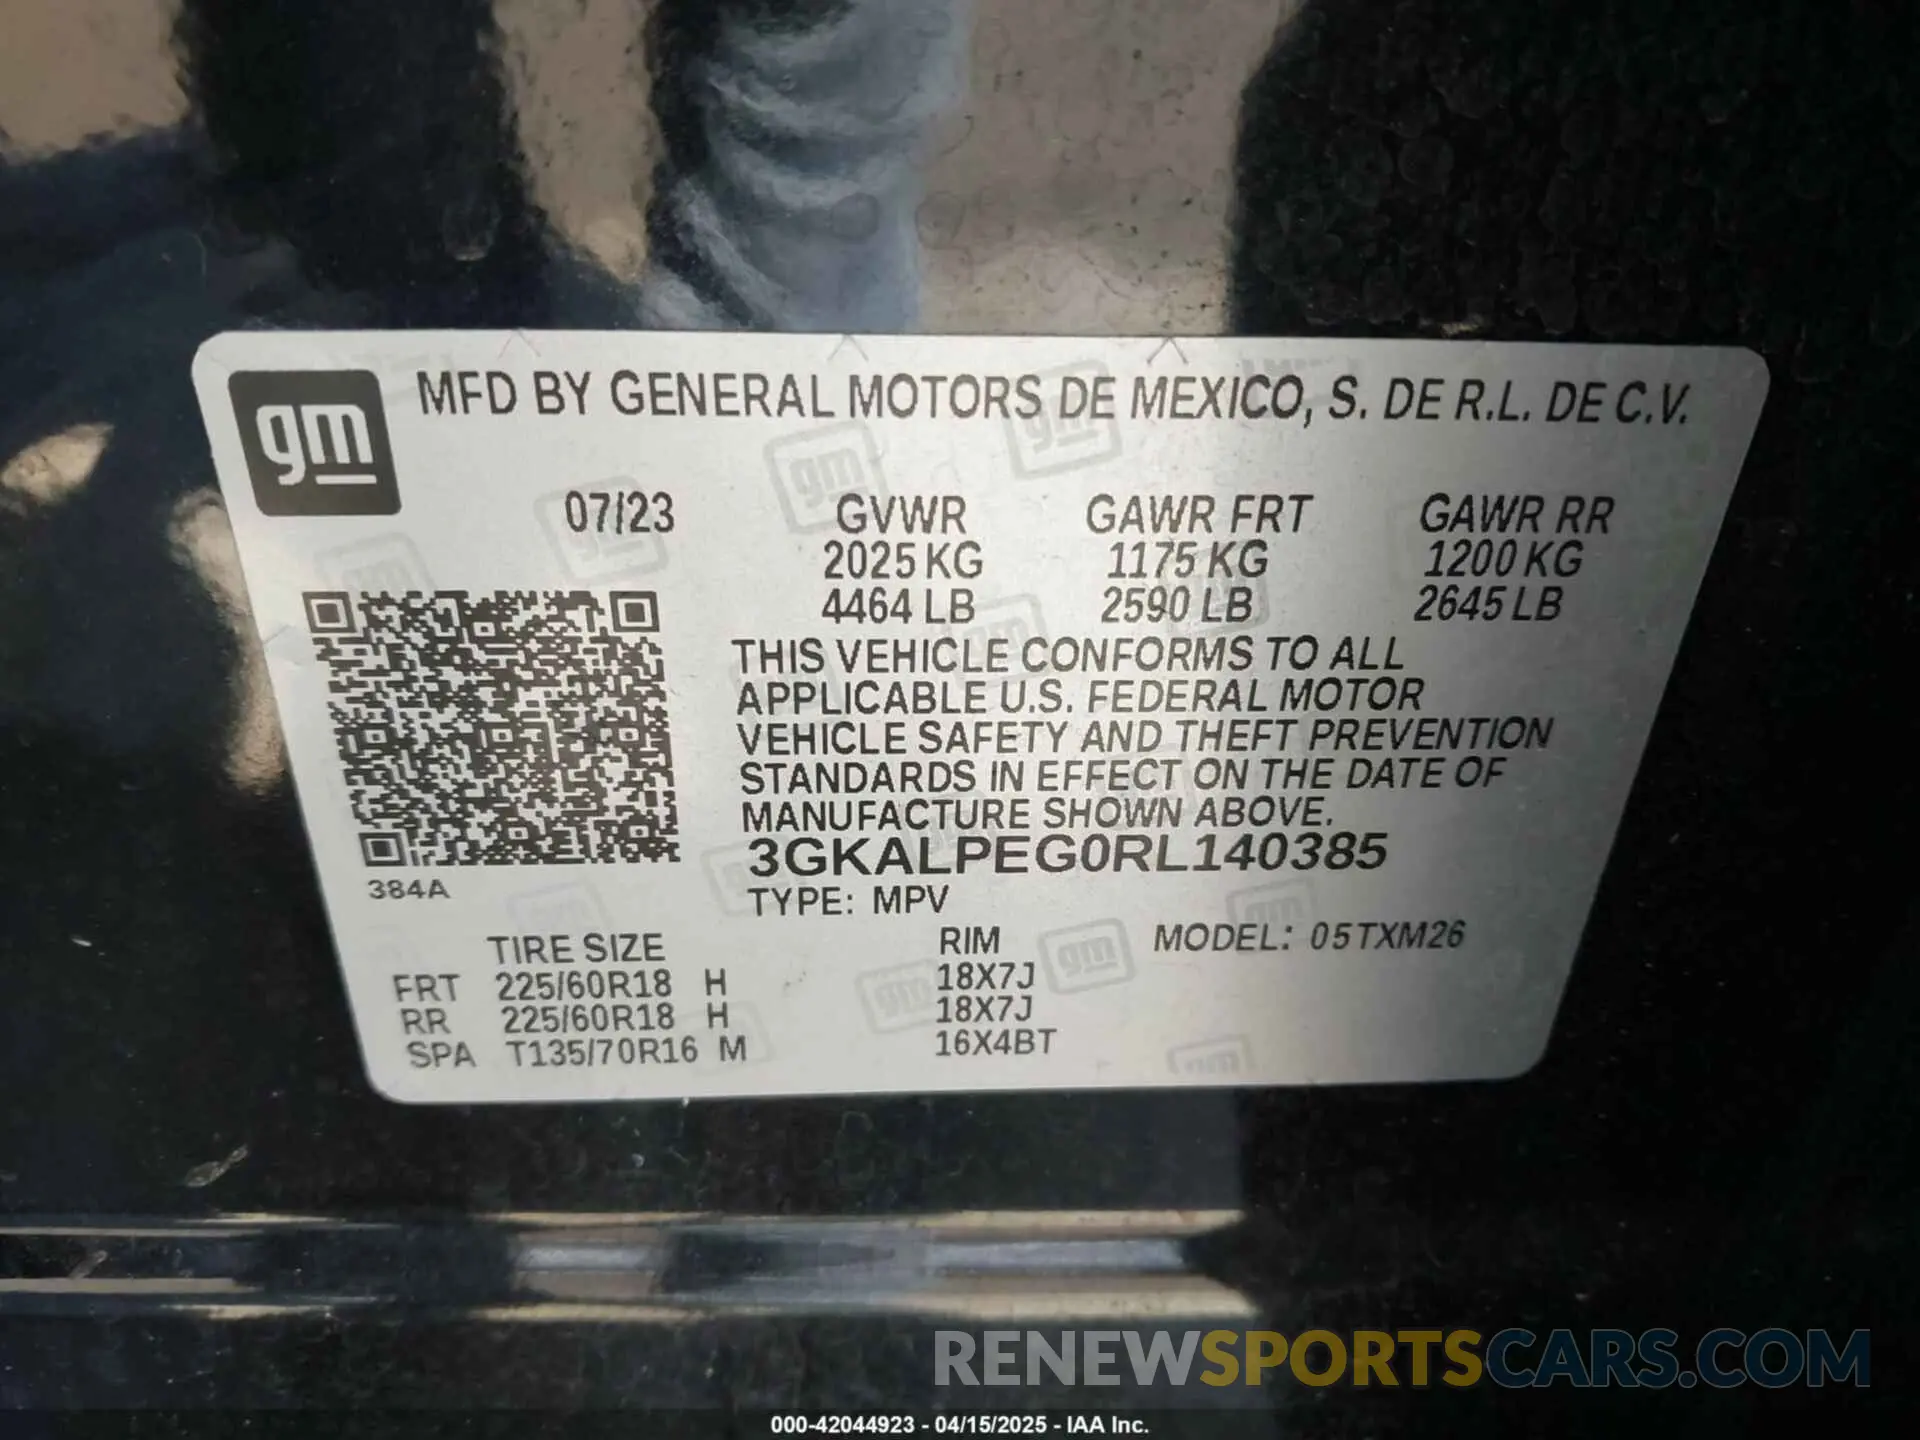 gm
MFD BY GENERAL MOTORS DE MEXICO, S. DE R.L. DE C.V.
07/23 GVWR GAWR FRT GAWR RR
2025 KG 1175 KG 1200 KG
4464 LB 2590 LB 2645 LB
THIS VEHICLE CONFORMS TO ALL
APPLICABLE U.S. FEDERAL MOTOR
VEHICLE SAFETY AND THEFT PREVENTION
STANDARDS IN EFFECT ON THE DATE OF
MANUFACTURE SHOWN ABOVE.
3GKALPEG0RL140385
384A
TYPE: MPV
TIRE SIZE RIM MODEL: 05TXM26
FRT 225/60R18 H 18X7J
RR 225/60R18 H 18X7J
SPA T135/70R16 M 16X4BT
RENEWSPORTSCARS.COM
000-42044923 - 04/15/2025 - IAA Inc.